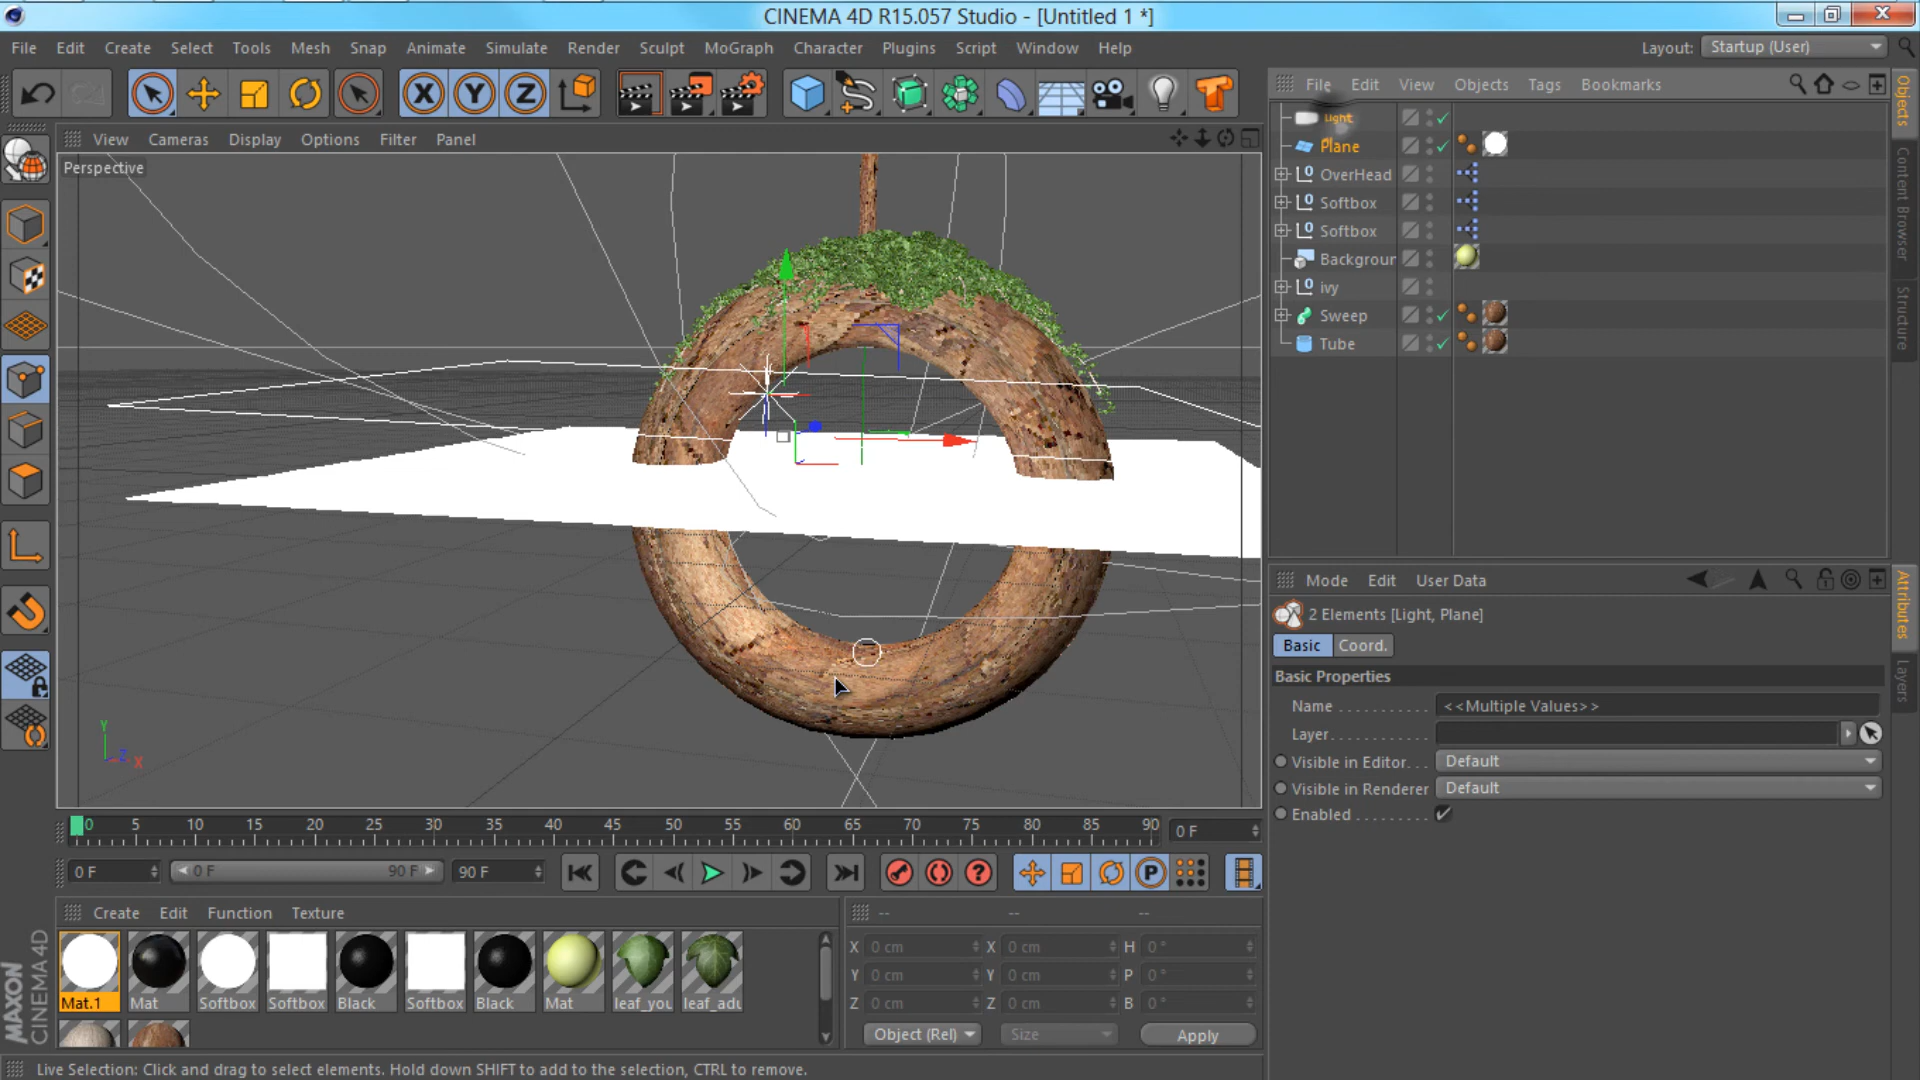 CINEMA 4D R15.057 Studio - [Untitled 1 *]
File Edit Create Select Tools Mesh Snap Animate Simulate Render Sculpt MoGraph Character Plugins Script Window Help
Layout: Startup (User)
File Edit View Objects Tags Bookmarks
View Cameras Display Options Filter Panel
Perspective
Light
Plane
OverHead
Softbox
Softbox
Backgrour
ivy
Sweep
Tube
Objects
Content Browser
Structure
Mode Edit User Data
2 Elements [Light, Plane]
Basic Coord.
Basic Properties
Name . . . . . . . . . . . <<Multiple Values>>
Layer . . . . . . . . . . .
Visible in Editor . . . Default
Visible in Renderer Default
Enabled . . . . . . . . .
Attributes
Layers
Y
Z
X
0 5 10 15 20 25 30 35 40 45 50 55 60 65 70 75 80 85 90
0 F
0 F 0 F 90 F 90 F
Create Edit Function Texture
-- -- --
Mat.1 Mat Softbox Softbox Black Softbox Black Mat leaf_you leaf_adu
X 0 cm X 0 cm H 0 °
Y 0 cm Y 0 cm P 0 °
Z 0 cm Z 0 cm B 0 °
Object (Rel) Size Apply
MAXON
CINEMA 4D
Live Selection: Click and drag to select elements. Hold down SHIFT to add to the selection, CTRL to remove.